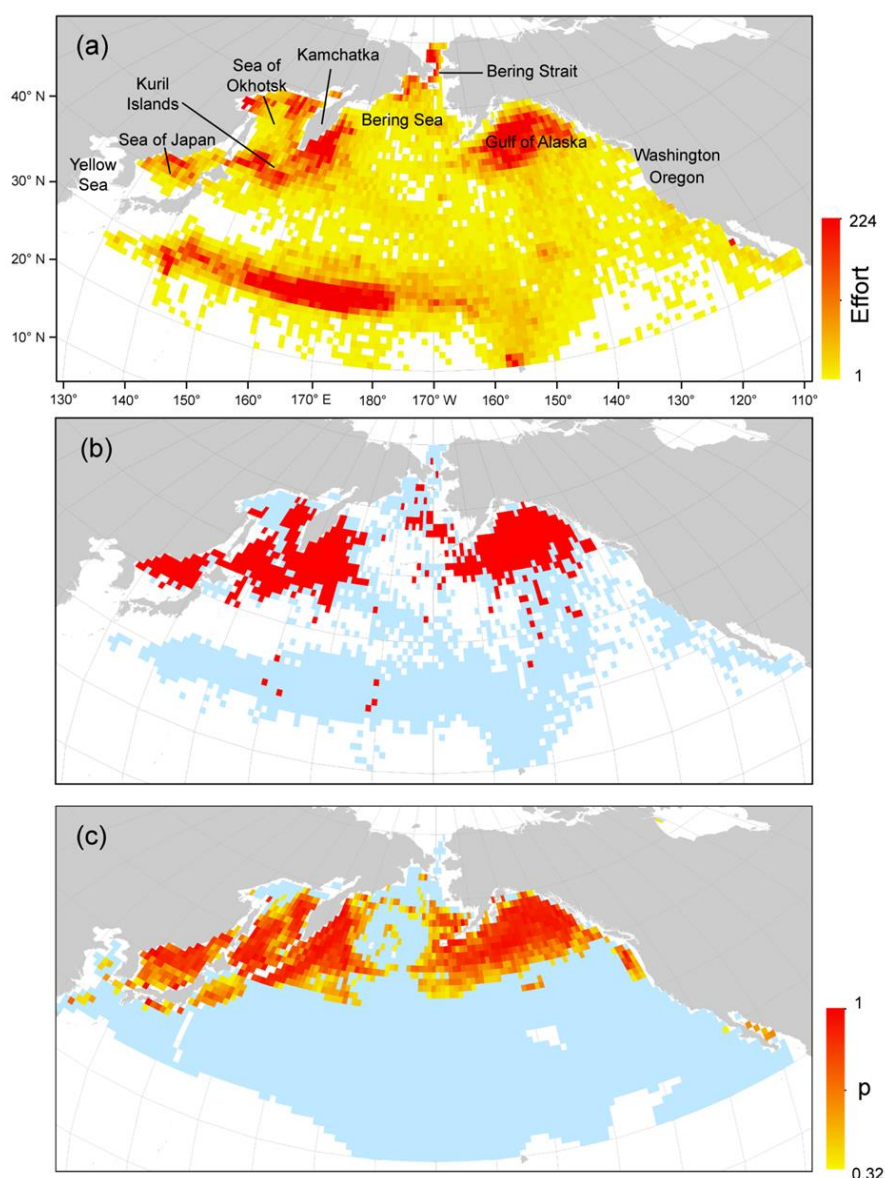 (a)
Sea of
Okhotsk
Kamchatka
Kuril
Islands
Bering Strait
40° N
Sea of Japan
Bering Sea
Gulf of Alaska
Yellow
Sea
Washington
Oregon
30° N
20° N
10° N
224
Effort
1
130° 140° 150° 160° 170° E 180° 170° W 160° 150° 140° 130° 120° 110°
(b)
(c)
1
p
0.32